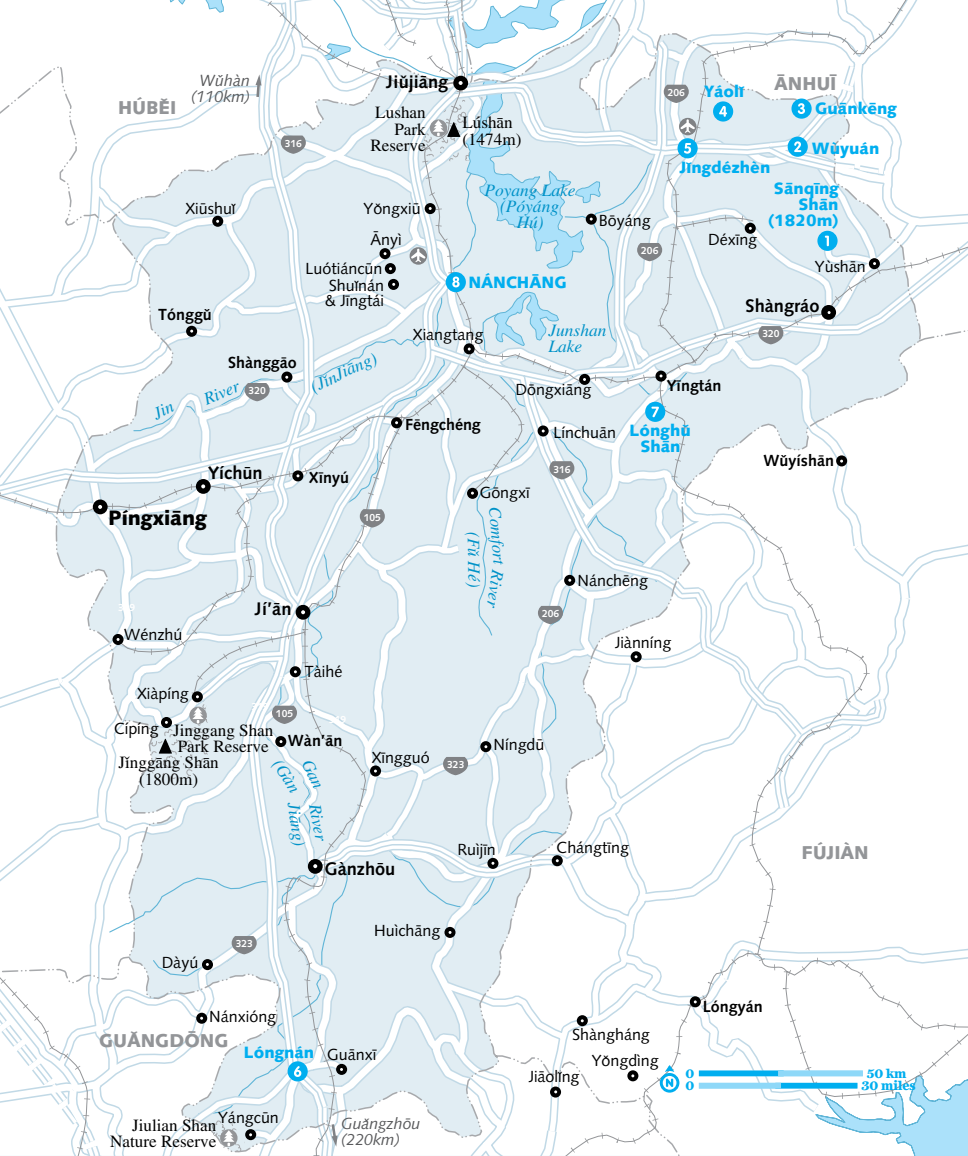 Wǔhàn
(110km)
HÚBĚI
Jiǔjiāng
Lushan
Park
Reserve
Lúshān
(1474m)
206
Yáolǐ
4
ĀNHUĪ
3
Guānkēng
316
5
Jǐngdézhèn
2
Wùyuán
Sānqīng
Shān
(1820m)
1
Poyang Lake
(Póyáng
Hú)
Xiūshuǐ
Yǒngxiū
Bōyáng
Déxīng
206
Yùshān
Ānyì
Luótiáncūn
Shuǐnán
& Jīngtái
8
NÁNCHĀNG
Shàngráo
Tónggǔ
Xiangtang
Junshan
Lake
320
Shànggāo
Jin River
(JǐnJiāng)
320
Dōngxiāng
Yīngtán
7
Lónghǔ
Shān
Fēngchéng
Línchuān
Wǔyíshān
Yíchūn
Xīnyú
316
Píngxiāng
Gōngxī
105
Comfort River
(Fǔ Hé)
Nánchēng
319
Jí'ān
206
Wénzhú
Jiànníng
Tàihé
Xiàpíng
105
319
Cípíng
Jinggang Shan
Park Reserve
Jǐnggāng Shān
(1800m)
Wàn'ān
Xīngguó
323
Níngdū
Gan River
(Gàn Jiāng)
Ruìjīn
Chángtīng
FÚJIÀN
Gànzhōu
Huìchāng
323
Dàyú
Nánxióng
GUǍNGDŌNG
Lóngyán
Shàngháng
Lóngnán
6
Guānxī
Yǒngdìng
Jiāolǐng
N
0 50 km
0 30 miles
Yángcūn
Jiulian Shan
Nature Reserve
Guǎngzhōu
(220km)